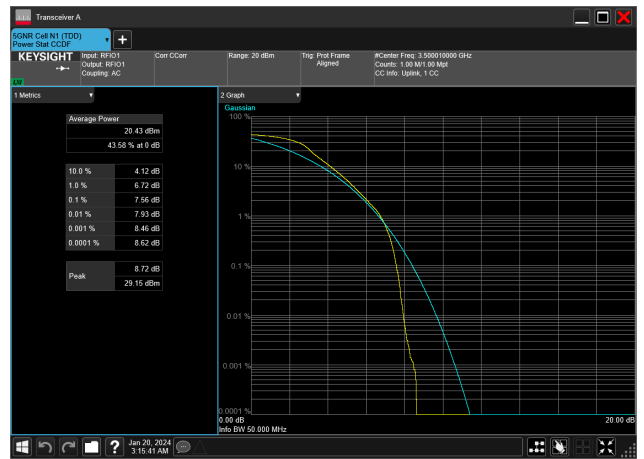 Transceiver A
5GNR Cell N1 (TDD)
Power Stat CCDF
KEYSIGHT
Input: RFIO1
Output: RFIO1
Coupling: AC
Corr CCorr
Range: 20 dBm
Trig: Prot Frame
Aligned
#Center Freq: 3.500010000 GHz
Counts: 1.00 M/1.00 Mpt
CC Info: Uplink, 1 CC
1 Metrics
Average Power
20.43 dBm
43.58 % at 0 dB
10.0 % 4.12 dB
1.0 % 6.72 dB
0.1 % 7.56 dB
0.01 % 7.93 dB
0.001 % 8.46 dB
0.0001 % 8.62 dB
Peak 8.72 dB
29.15 dBm
2 Graph
Gaussian
100 %
10 %
1 %
0.1 %
0.01 %
0.001 %
0.0001 %
0.00 dB 20.00 dB
Info BW 50.000 MHz
Jan 20, 2024
3:15:41 AM